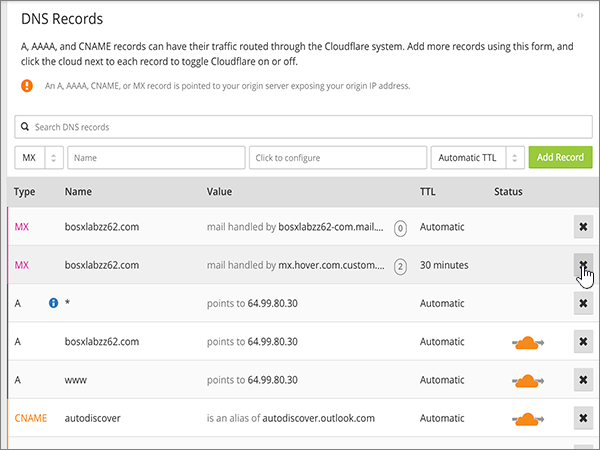 DNS Records
A, AAAA, and CNAME records can have their traffic routed through the Cloudflare system. Add more records using this form, and
click the cloud next to each record to toggle Cloudflare on or off.
An A, AAAA, CNAME, or MX record is pointed to your origin server exposing your origin IP address.
Search DNS records
MX Name Click to configure Automatic TTL Add Record
Type Name Value TTL Status
MX bosxlabzz62.com mail handled by bosxlabzz62-com.mail.... 0 Automatic
MX bosxlabzz62.com mail handled by mx.hover.com.custom.... 2 30 minutes
A * points to 64.99.80.30 Automatic
A bosxlabzz62.com points to 64.99.80.30 Automatic
A www points to 64.99.80.30 Automatic
CNAME autodiscover is an alias of autodiscover.outlook.com Automatic